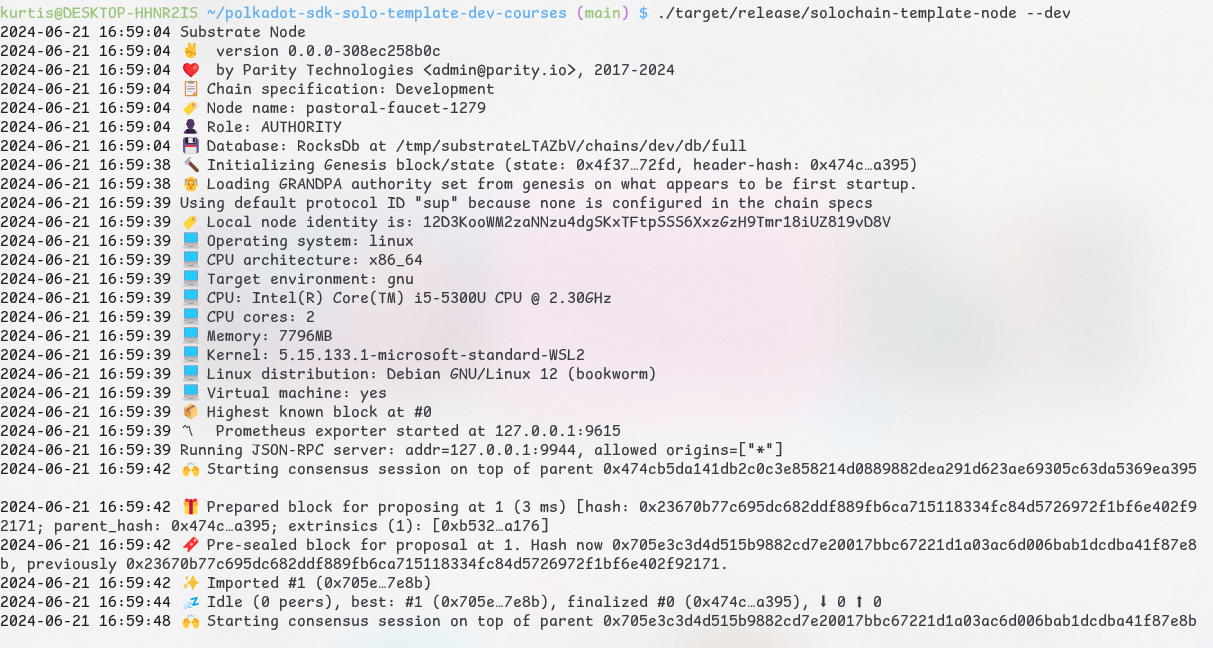 kurtis@DESKTOP-HHNR2IS ~/polkadot-sdk-solo-template-dev-courses (main) $ ./target/release/solochain-template-node --dev
2024-06-21 16:59:04 Substrate Node
2024-06-21 16:59:04 ✌️  version 0.0.0-308ec258b0c
2024-06-21 16:59:04 ❤️  by Parity Technologies <admin@parity.io>, 2017-2024
2024-06-21 16:59:04 📋 Chain specification: Development
2024-06-21 16:59:04 🏷 Node name: pastoral-faucet-1279
2024-06-21 16:59:04 👤 Role: AUTHORITY
2024-06-21 16:59:04 💾 Database: RocksDb at /tmp/substrateLTAZbV/chains/dev/db/full
2024-06-21 16:59:38 🔨 Initializing Genesis block/state (state: 0x4f37…72fd, header-hash: 0x474c…a395)
2024-06-21 16:59:38 👴 Loading GRANDPA authority set from genesis on what appears to be first startup.
2024-06-21 16:59:39 Using default protocol ID "sup" because none is configured in the chain specs
2024-06-21 16:59:39 🏷 Local node identity is: 12D3KooWM2zaNNzu4dgSKxTFtpSSS6XxzGzH9Tmr18iUZ819vD8V
2024-06-21 16:59:39 💻 Operating system: linux
2024-06-21 16:59:39 💻 CPU architecture: x86_64
2024-06-21 16:59:39 💻 Target environment: gnu
2024-06-21 16:59:39 💻 CPU: Intel(R) Core(TM) i5-5300U CPU @ 2.30GHz
2024-06-21 16:59:39 💻 CPU cores: 2
2024-06-21 16:59:39 💻 Memory: 7796MB
2024-06-21 16:59:39 💻 Kernel: 5.15.133.1-microsoft-standard-WSL2
2024-06-21 16:59:39 💻 Linux distribution: Debian GNU/Linux 12 (bookworm)
2024-06-21 16:59:39 💻 Virtual machine: yes
2024-06-21 16:59:39 📦 Highest known block at #0
2024-06-21 16:59:39 〽️  Prometheus exporter started at 127.0.0.1:9615
2024-06-21 16:59:39 Running JSON-RPC server: addr=127.0.0.1:9944, allowed origins=["*"]
2024-06-21 16:59:42 🙌 Starting consensus session on top of parent 0x474cb5da141db2c0c3e858214d0889882dea291d623ae69305c63da5369ea395
2024-06-21 16:59:42 🎁 Prepared block for proposing at 1 (3 ms) [hash: 0x23670b77c695dc682ddf889fb6ca715118334fc84d5726972f1bf6e402f9
2171; parent_hash: 0x474c…a395; extrinsics (1): [0xb532…a176]
2024-06-21 16:59:42 🔖 Pre-sealed block for proposal at 1. Hash now 0x705e3c3d4d515b9882cd7e20017bbc67221d1a03ac6d006bab1dcdba41f87e8
b, previously 0x23670b77c695dc682ddf889fb6ca715118334fc84d5726972f1bf6e402f92171.
2024-06-21 16:59:42 ✨ Imported #1 (0x705e…7e8b)
2024-06-21 16:59:44 💤 Idle (0 peers), best: #1 (0x705e…7e8b), finalized #0 (0x474c…a395), ⬇ 0 ⬆ 0
2024-06-21 16:59:48 🙌 Starting consensus session on top of parent 0x705e3c3d4d515b9882cd7e20017bbc67221d1a03ac6d006bab1dcdba41f87e8b